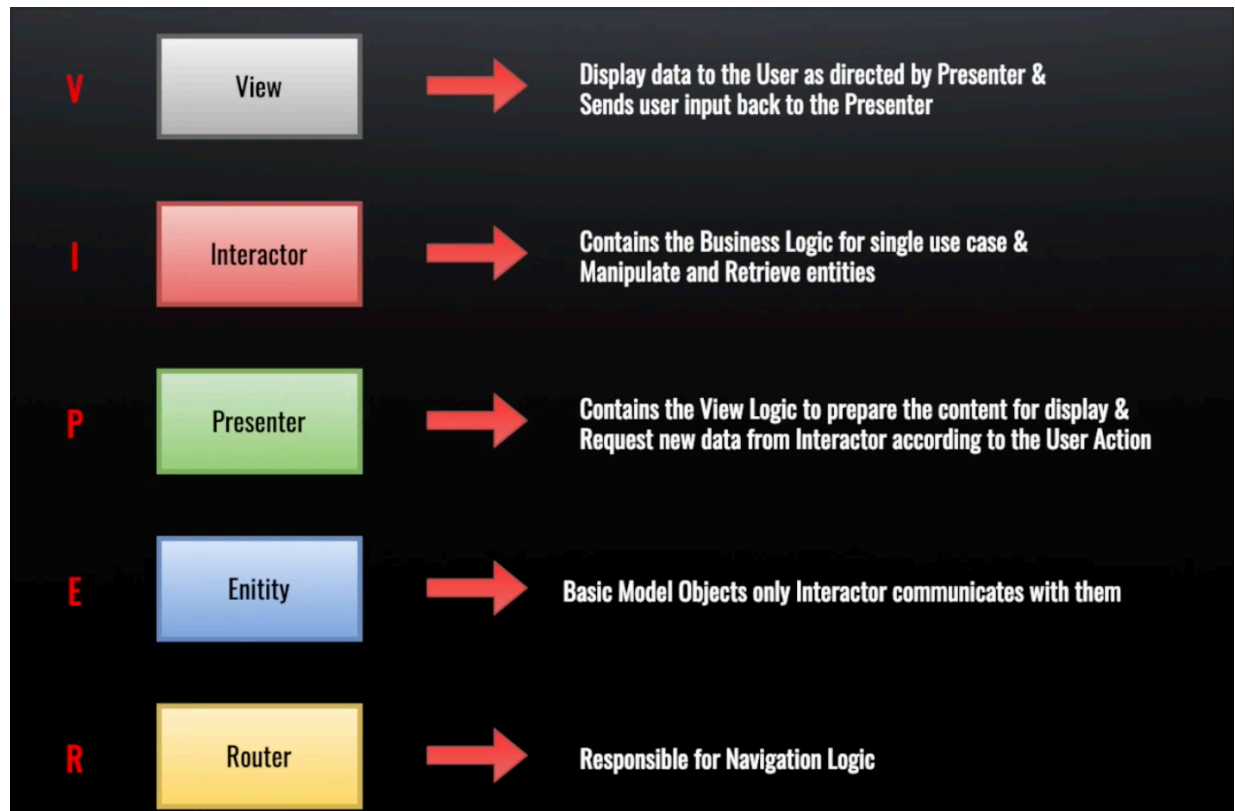 V
View
Display data to the User as directed by Presenter &
Sends user input back to the Presenter
I
Interactor
Contains the Business Logic for single use case &
Manipulate and Retrieve entities
P
Presenter
Contains the View Logic to prepare the content for display &
Request new data from Interactor according to the User Action
E
Enitity
Basic Model Objects only Interactor communicates with them
R
Router
Responsible for Navigation Logic